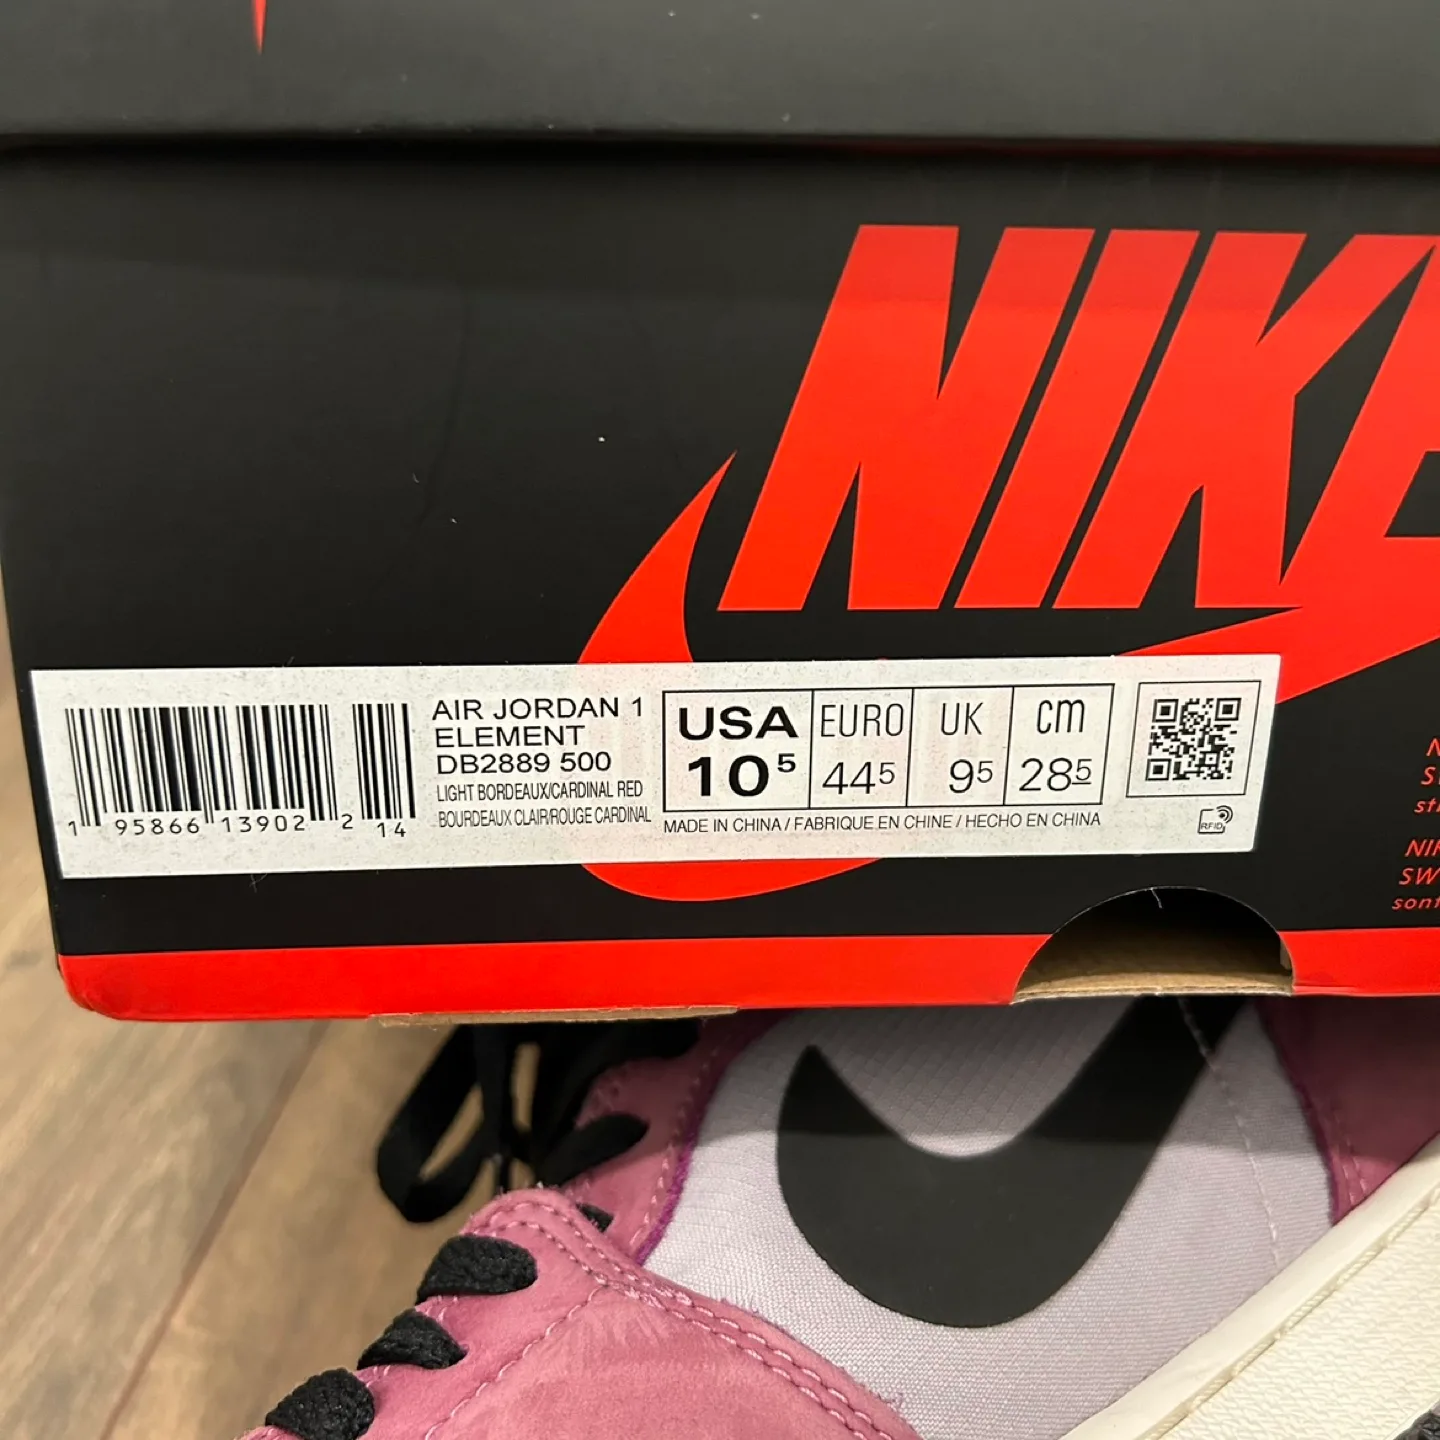 NIKE
AIR JORDAN 1
ELEMENT
DB2889 500
LIGHT BORDEAUX/CARDINAL RED
BOURDEAUX CLAIR/ROUGE CARDINAL
1 95866 13902 2 14
USA EURO UK cm
10 5 44 5 9 5 28 5
MADE IN CHINA / FABRIQUE EN CHINE / HECHO EN CHINA
RFID